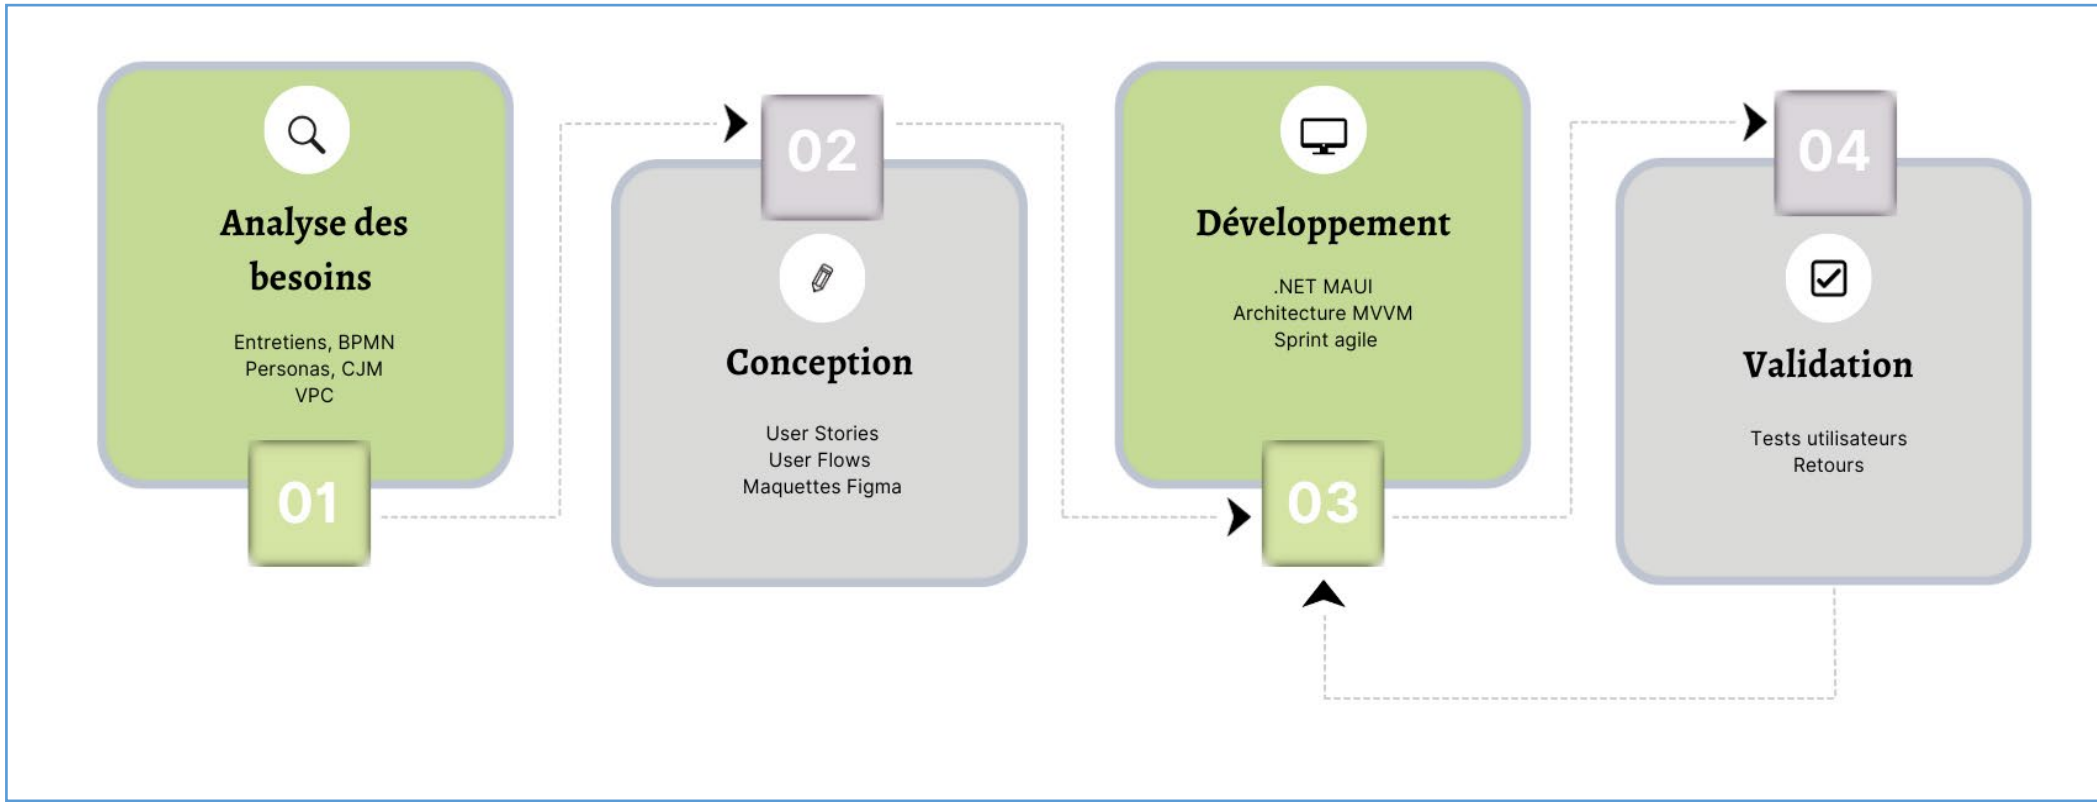 Analyse des
besoins
Entretiens, BPMN
Personas, CJM
VPC
01
02
Conception
User Stories
User Flows
Maquettes Figma
Développement
.NET MAUI
Architecture MVVM
Sprint agile
03
04
Validation
Tests utilisateurs
Retours